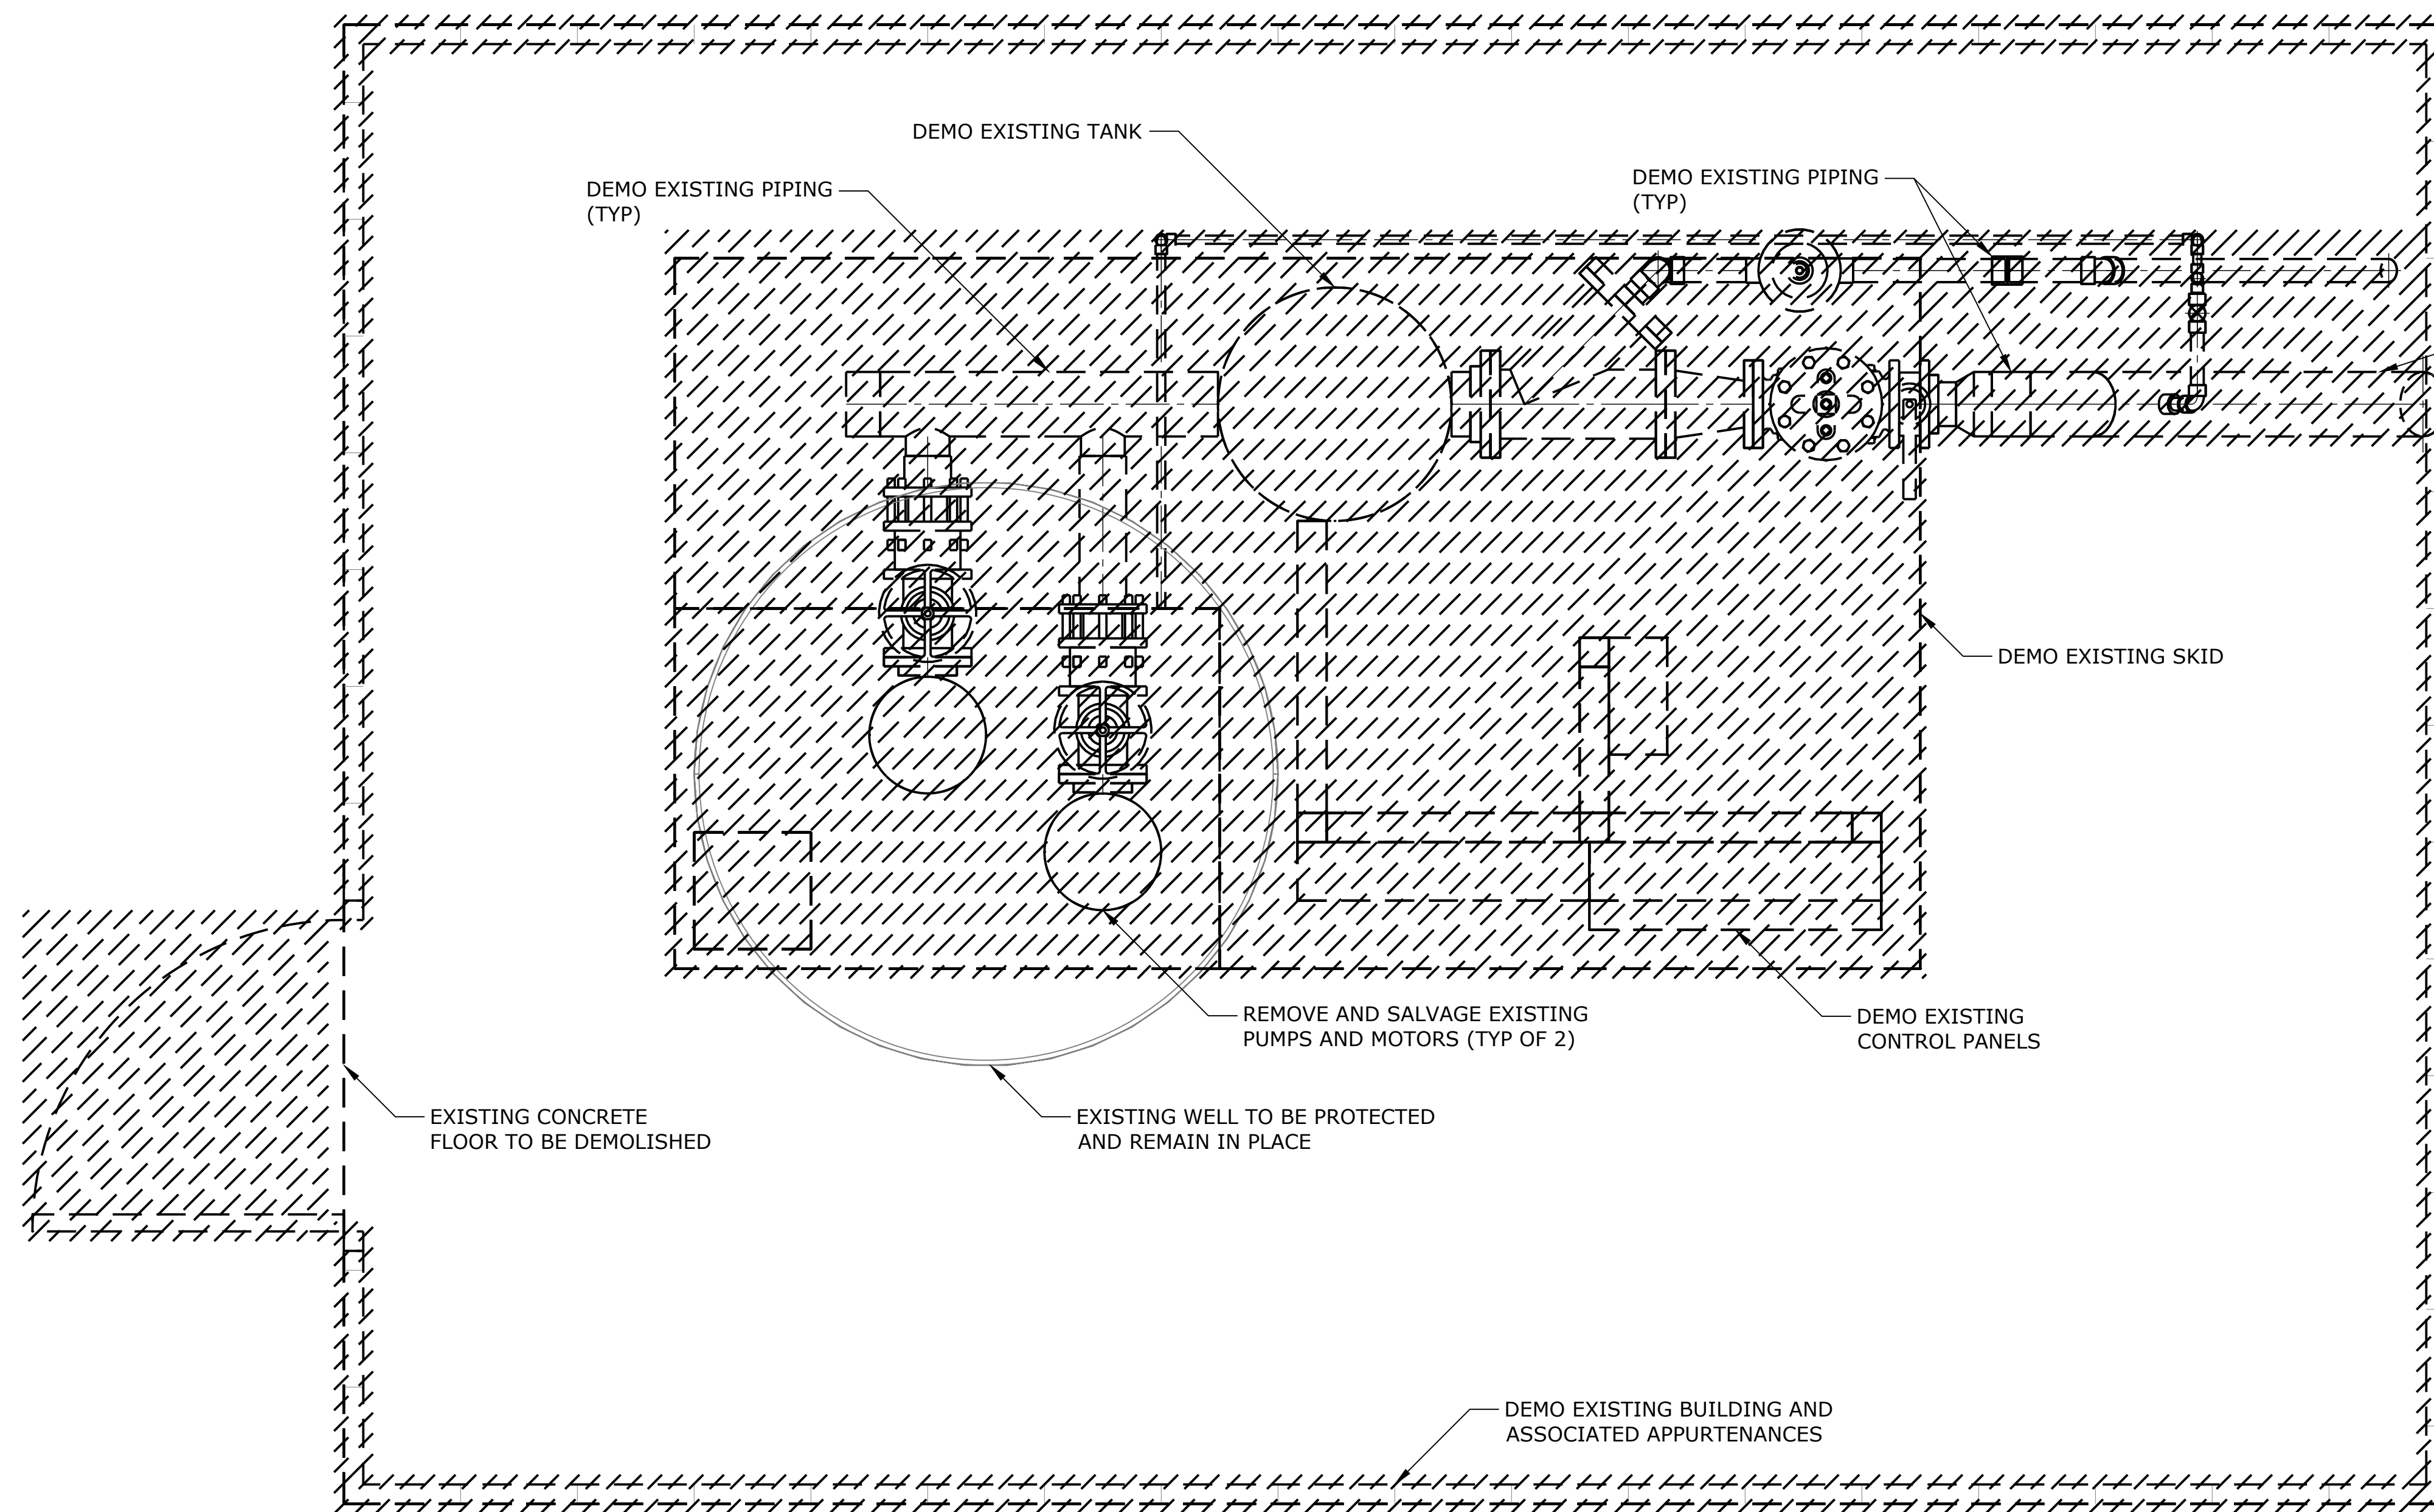 DEMO EXISTING TANK
DEMO EXISTING PIPING
(TYP)
DEMO EXISTING PIPING
(TYP)
DEMO EXISTING SKID
REMOVE AND SALVAGE EXISTING
PUMPS AND MOTORS (TYP OF 2)
DEMO EXISTING
CONTROL PANELS
EXISTING CONCRETE
FLOOR TO BE DEMOLISHED
EXISTING WELL TO BE PROTECTED
AND REMAIN IN PLACE
DEMO EXISTING BUILDING AND
ASSOCIATED APPURTENANCES